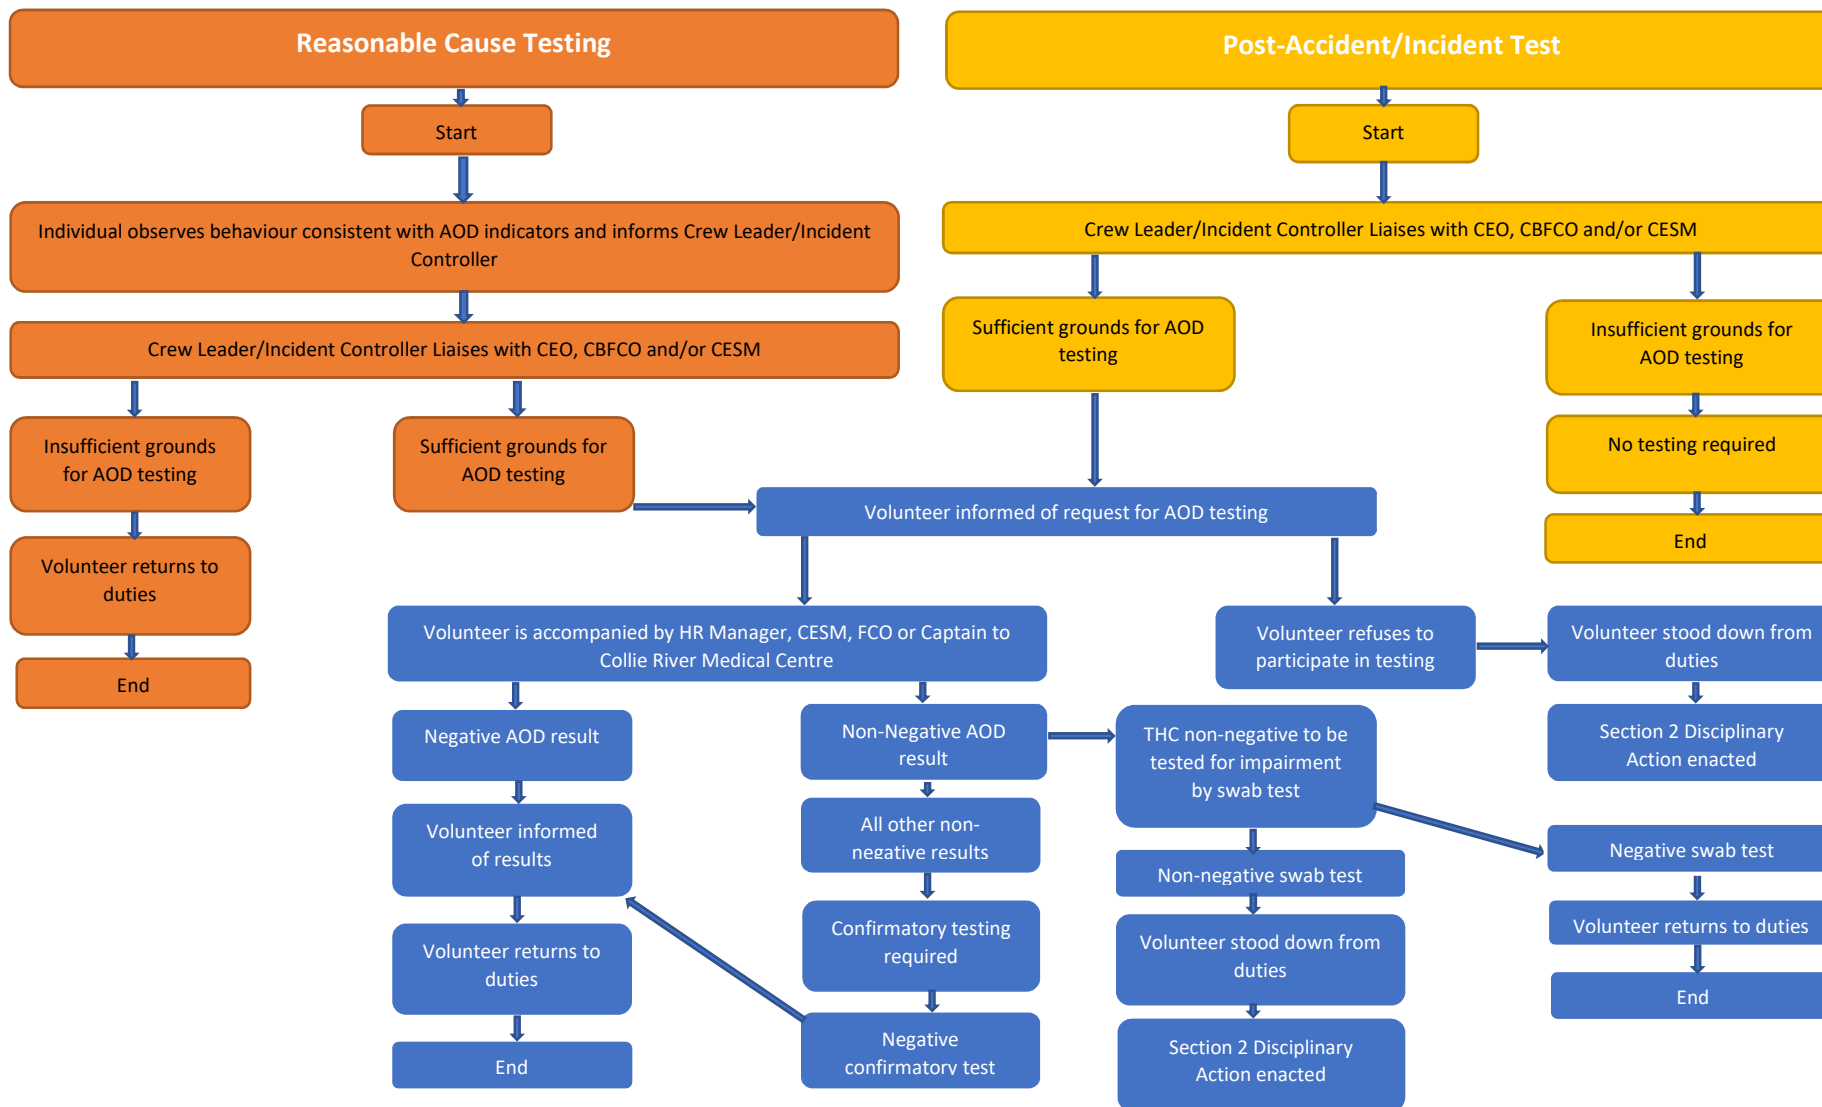 Reasonable Cause Testing
Post-Accident/Incident Test
Start
Start
Individual observes behaviour consistent with AOD indicators and informs Crew Leader/Incident
Controller
Crew Leader/Incident Controller Liaises with CEO, CBFCO and/or CESM
Crew Leader/Incident Controller Liaises with CEO, CBFCO and/or CESM
Sufficient grounds for AOD
testing
Insufficient grounds for
AOD testing
Insufficient grounds
for AOD testing
Sufficient grounds for
AOD testing
No testing required
Volunteer informed of request for AOD testing
End
Volunteer returns to
duties
End
Volunteer is accompanied by HR Manager, CESM, FCO or Captain to
Collie River Medical Centre
Volunteer refuses to
participate in testing
Volunteer stood down from
duties
Section 2 Disciplinary
Action enacted
Negative AOD result
Non-Negative AOD
result
THC non-negative to be
tested for impairment
by swab test
Volunteer informed
of results
All other non-
negative results
Non-negative swab test
Negative swab test
Volunteer returns to
duties
Confirmatory testing
required
Volunteer stood down from
duties
Volunteer returns to duties
End
End
Negative
confirmatory test
Section 2 Disciplinary
Action enacted